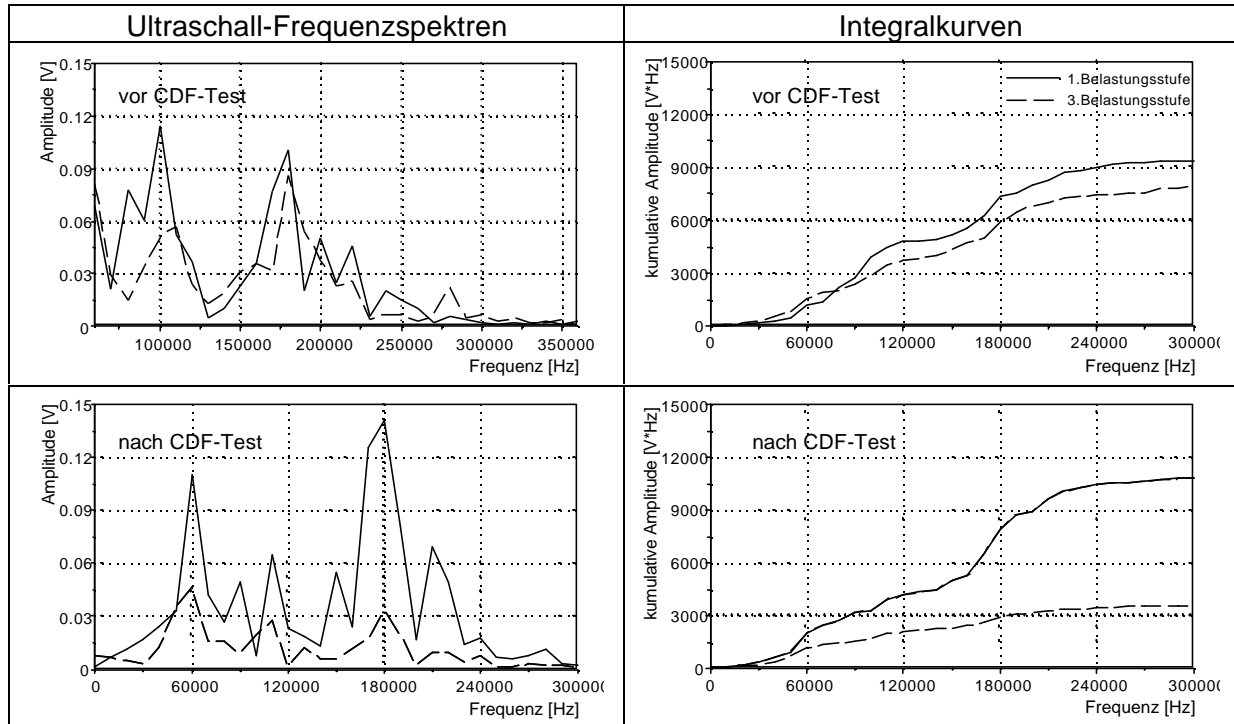 Ultraschall-Frequenzspektren
Integralkurven
Amplitude [V]
0.15
0.12
0.09
0.06
0.03
0
vor CDF-Test
100000 150000 200000 250000 300000 350000
Frequenz [Hz]
kumulative Amplitude [V*Hz]
15000
12000
9000
6000
3000
0
vor CDF-Test
1.Belastungsstufe
3.Belastungsstufe
0 60000 120000 180000 240000 300000
Frequenz [Hz]
Amplitude [V]
0.15
0.12
0.09
0.06
0.03
0
nach CDF-Test
0 60000 120000 180000 240000 300000
Frequenz [Hz]
kumulative Amplitude [V*Hz]
15000
12000
9000
6000
3000
0
nach CDF-Test
0 60000 120000 180000 240000 300000
Frequenz [Hz]